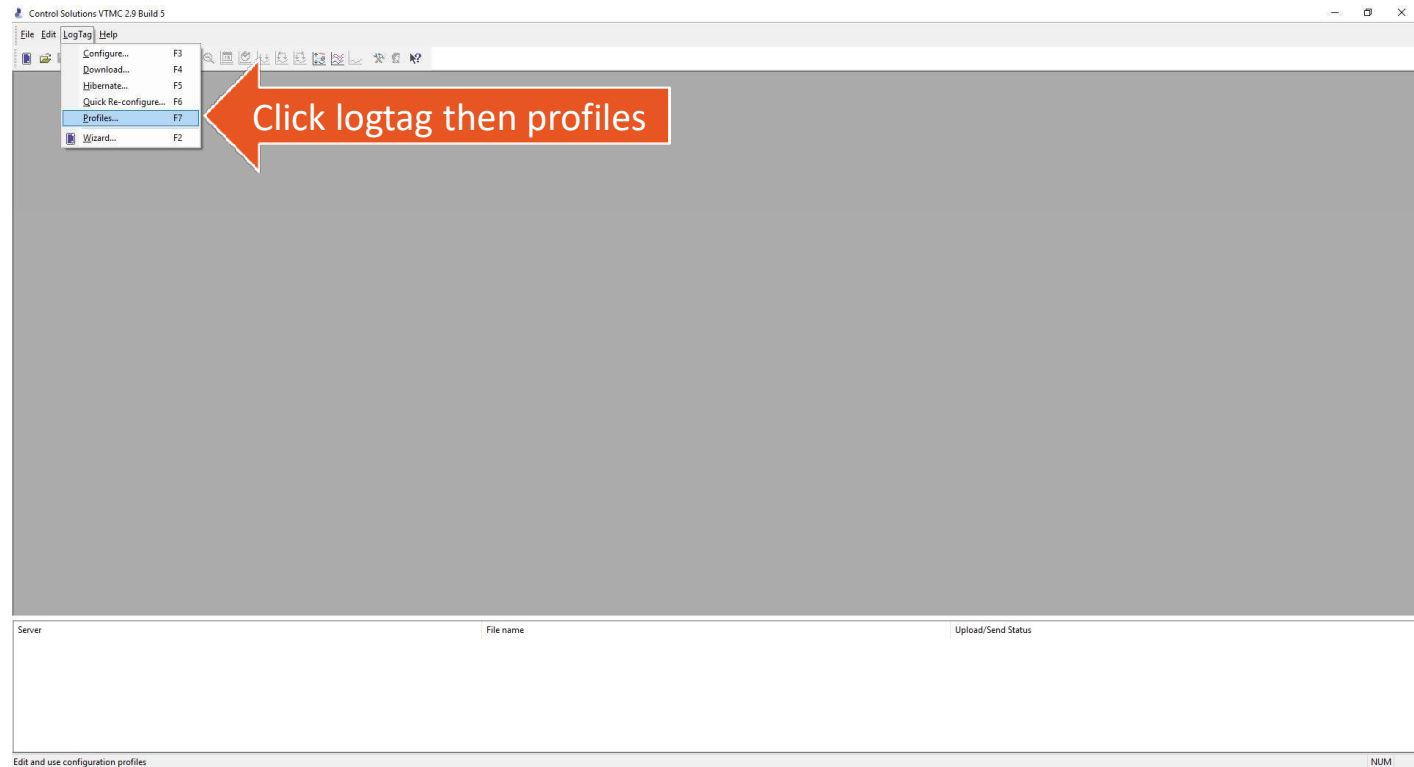 Control Solutions VTMC 2.9 Build 5
File Edit LogTag Help
Configure... F3
Download... F4
Hibernate... F5
Quick Re-configure... F6
Profiles... F7
Wizard... F2
Click logtag then profiles
Server File name Upload/Send Status
Edit and use configuration profiles NUM